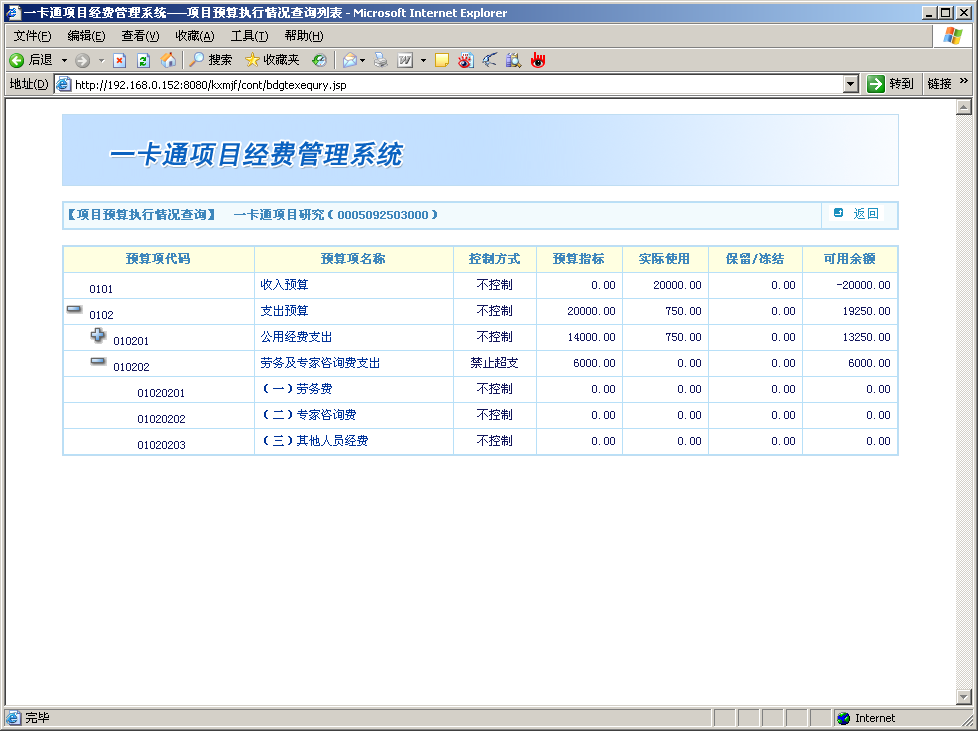 一卡通项目经费管理系统——项目预算执行情况查询列表 - Microsoft Internet Explorer
文件(F) 编辑(E) 查看(V) 收藏(A) 工具(T) 帮助(H)
后退 搜索 收藏夹
地址(D) http://192.168.0.152:8080/kxmjf/cont/bdgtexequry.jsp 转到 链接 »
一卡通项目经费管理系统
【项目预算执行情况查询】 一卡通项目研究(0005092503000) 返回
预算项代码 预算项名称 控制方式 预算指标 实际使用 保留/冻结 可用余额
0101 收入预算 不控制 0.00 20000.00 0.00 -20000.00
0102 支出预算 不控制 20000.00 750.00 0.00 19250.00
010201 公用经费支出 不控制 14000.00 750.00 0.00 13250.00
010202 劳务及专家咨询费支出 禁止超支 6000.00 0.00 0.00 6000.00
01020201 (一)劳务费 不控制 0.00 0.00 0.00 0.00
01020202 (二)专家咨询费 不控制 0.00 0.00 0.00 0.00
01020203 (三)其他人员经费 不控制 0.00 0.00 0.00 0.00
完毕 Internet